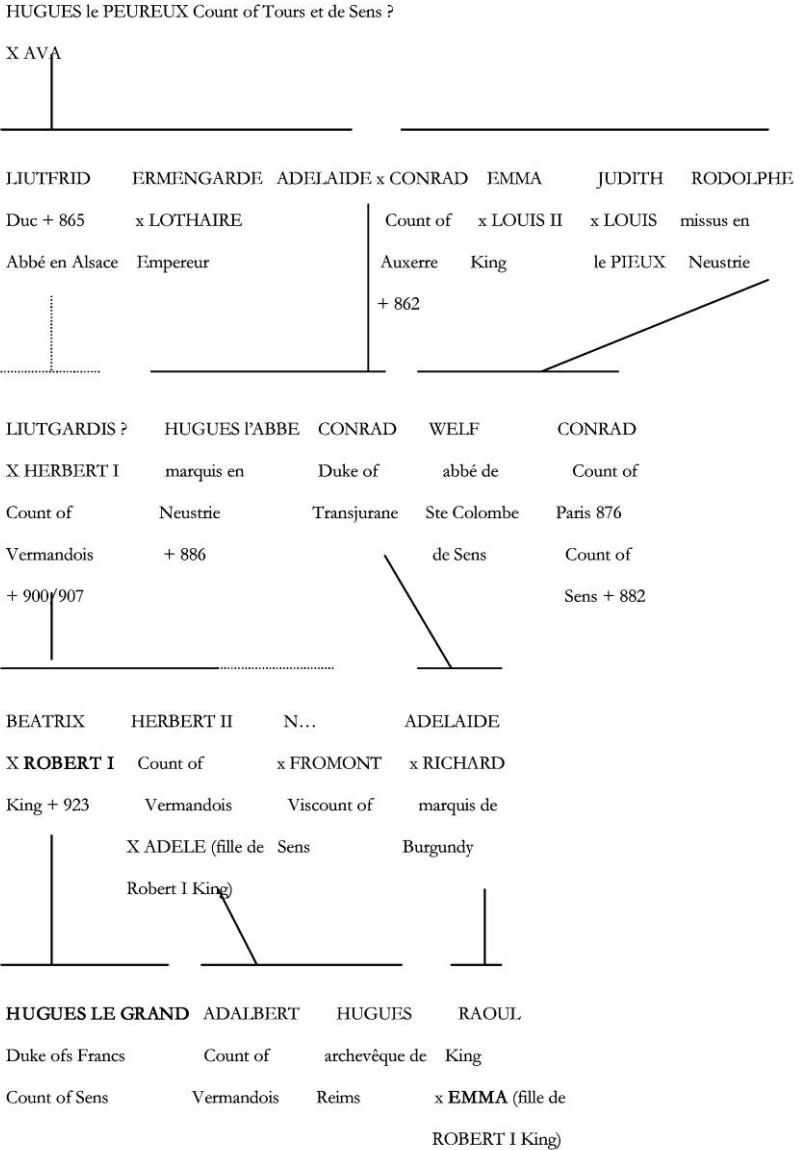 HUGUES le PEUREUX Count of Tours et de Sens ?
X AVA
LIUTFRID ERMENGARDE ADELAIDE x CONRAD EMMA JUDITH RODOLPHE
Duc + 865 x LOTHAIRE Count of x LOUIS II x LOUIS missus en
Abbé en Alsace Empereur Auxerre King le PIEUX Neustrie
+ 862
LIUTGARDIS ? HUGUES l'ABBE CONRAD WELF CONRAD
X HERBERT I marquis en Duke of abbé de Count of
Count of Neustrie Transjurane Ste Colombe Paris 876
Vermandois + 886 de Sens Count of
+ 900/907 Sens + 882
BEATRIX HERBERT II N… ADELAIDE
X ROBERT I Count of x FROMONT x RICHARD
King + 923 Vermandois Viscount of marquis de
X ADELE (fille de Sens Burgundy
Robert I King)
HUGUES LE GRAND ADALBERT HUGUES RAOUL
Duke ofs Francs Count of archevêque de King
Count of Sens Vermandois Reims x EMMA (fille de
ROBERT I King)